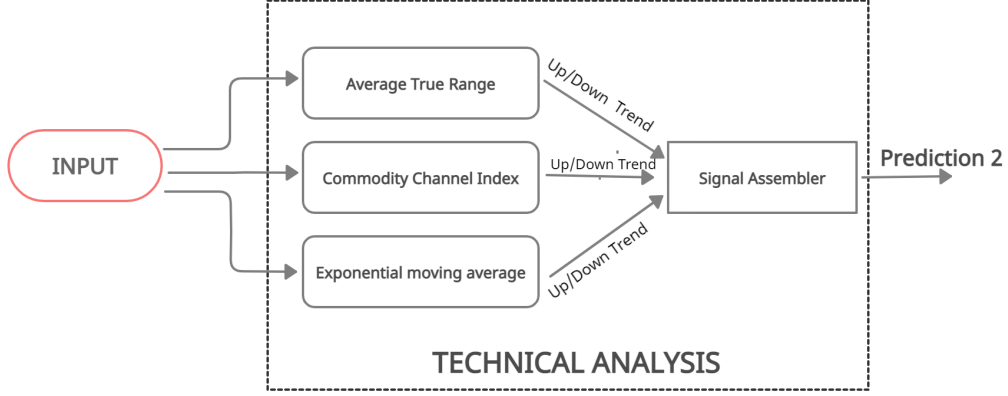 INPUT
Average True Range
Up/Down Trend
Commodity Channel Index
Up/Down Trend
Exponential moving average
Up/Down Trend
Signal Assembler
Prediction 2
TECHNICAL ANALYSIS